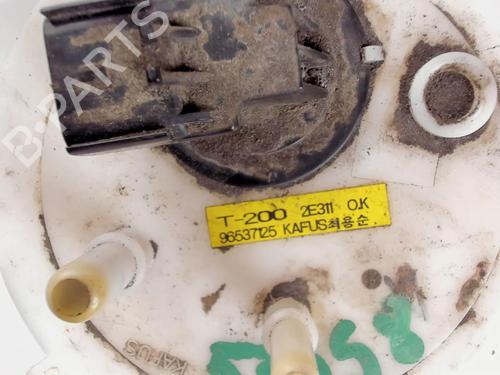 B-PARTS
T-200 2E311 O.K
96537125 KAFUS최용순
KAFUS